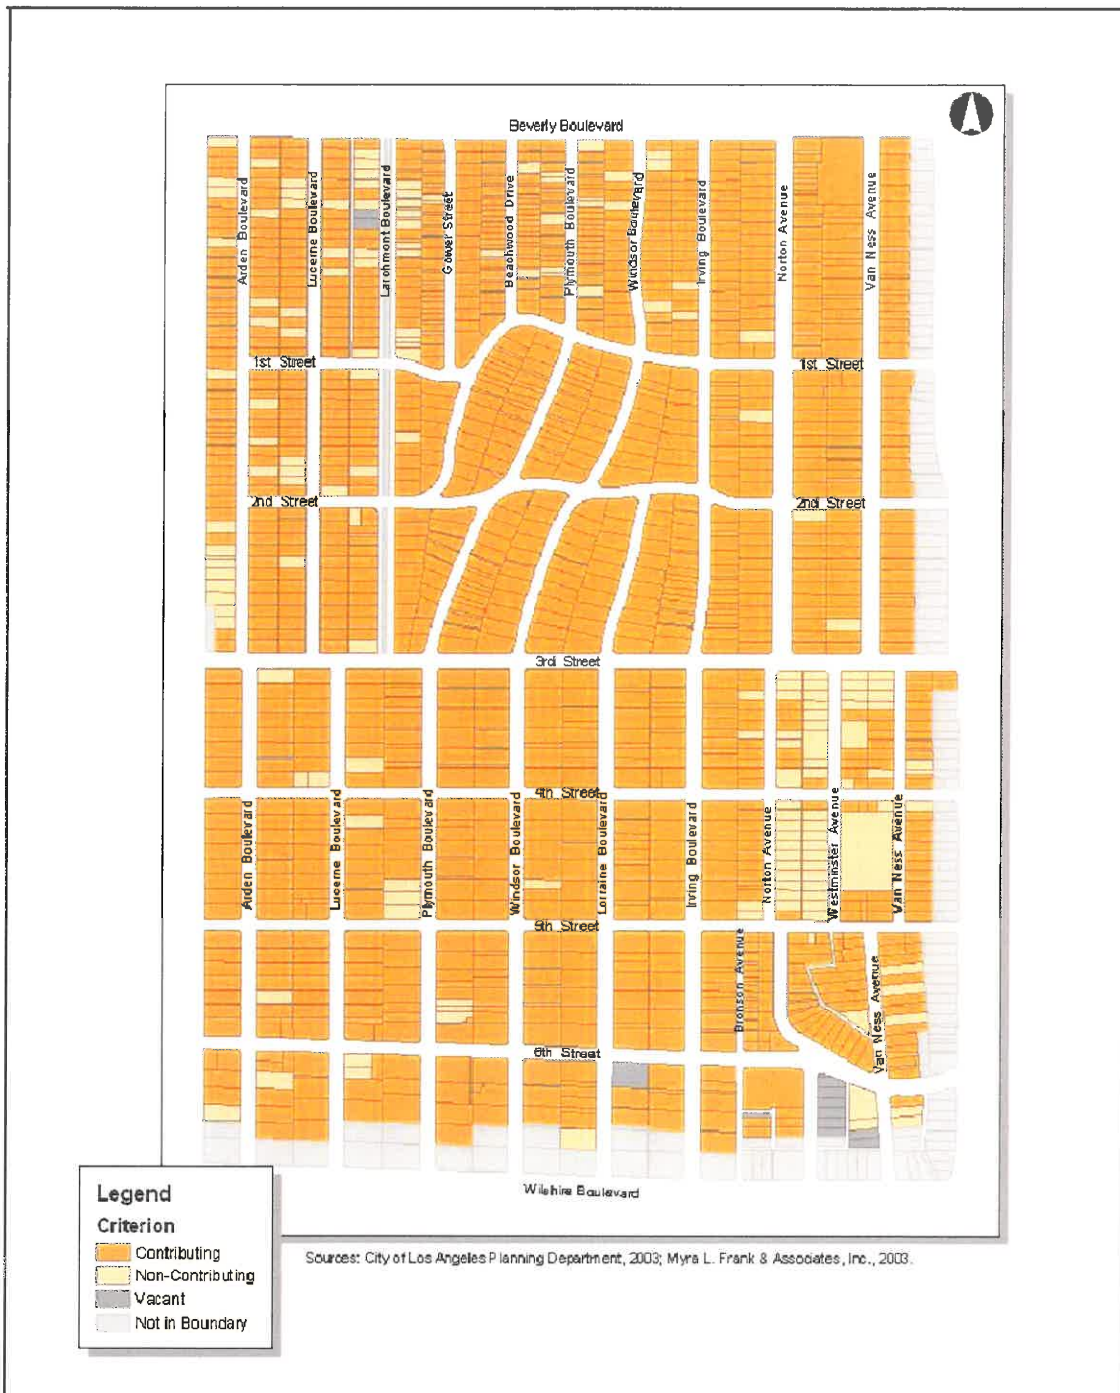 Beverly Boulevard
Arden Boulevard
Lucerne Boulevard
Larchmont Boulevard
Gower Street
Beachwood Drive
Plymouth Boulevard
Windsor Boulevard
Irving Boulevard
Norton Avenue
Van Ness Avenue
1st Street
1st Street
2nd Street
2nd Street
3rd Street
4th Street
Arden Boulevard
Lucerne Boulevard
Plymouth Boulevard
Windsor Boulevard
Lorraine Boulevard
Irving Boulevard
Norton Avenue
Westminster Avenue
Van Ness Avenue
5th Street
Bronson Avenue
Van Ness Avenue
6th Street
Wilshire Boulevard
Legend
Criterion
Contributing
Non-Contributing
Vacant
Not in Boundary
Sources: City of Los Angeles Planning Department, 2003; Myra L. Frank & Associates, Inc., 2003.